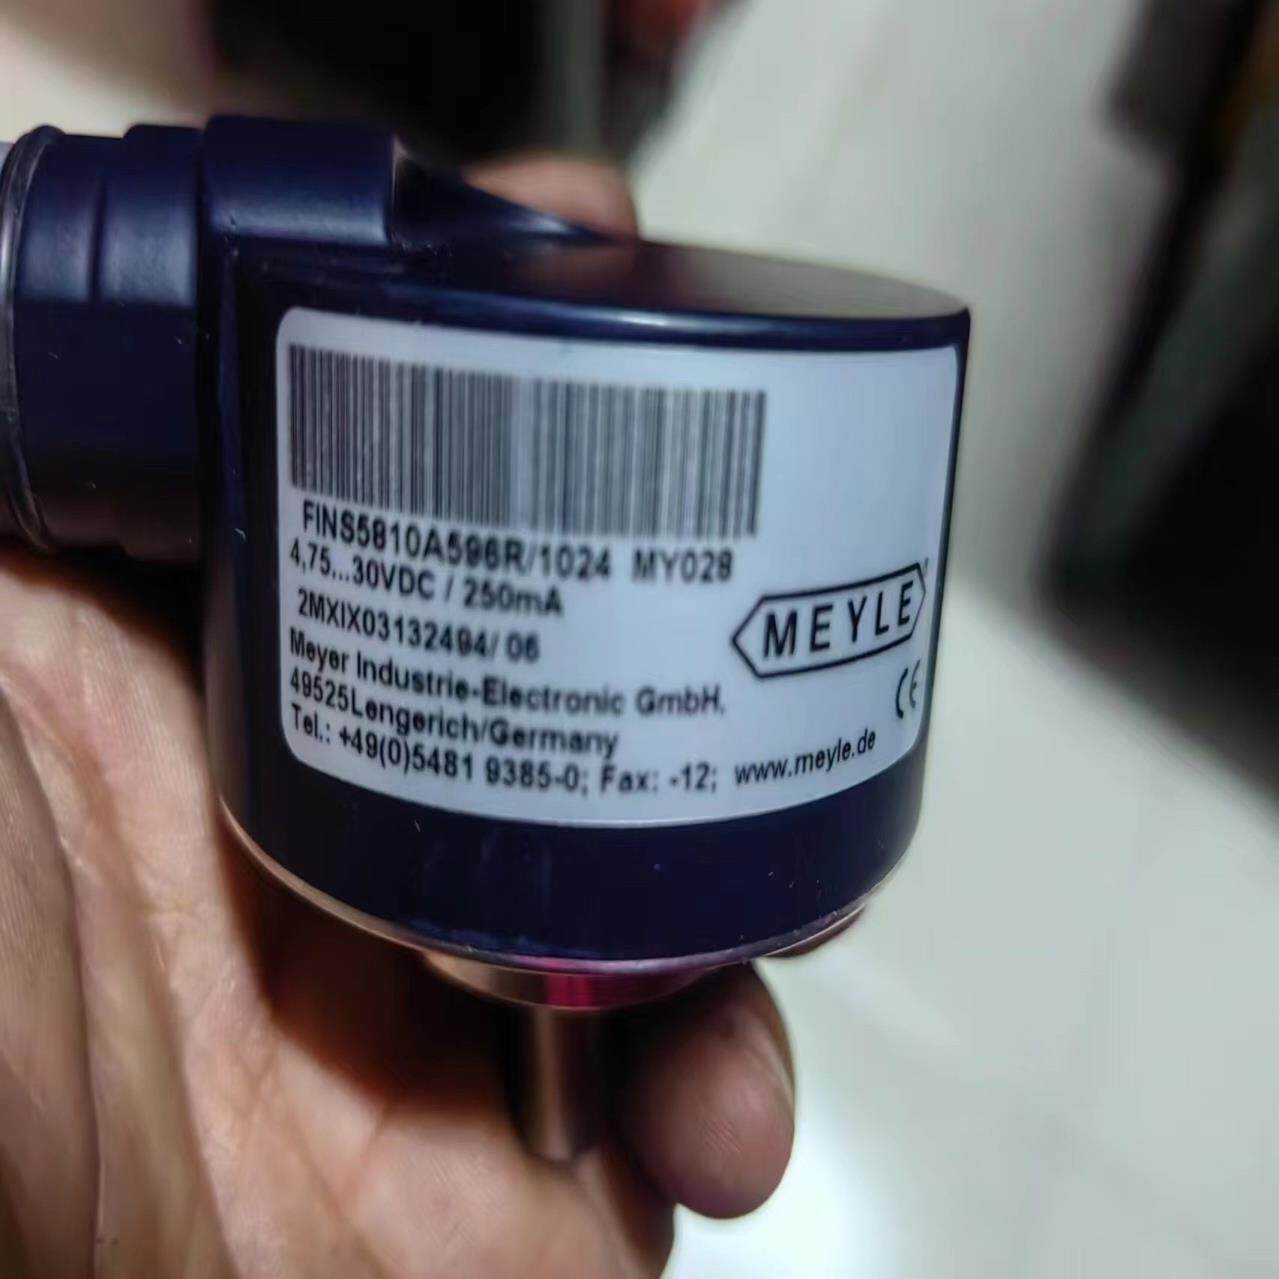 FINS5810A596R/1024 MY028
4,75...30VDC / 250mA
2MXIX03132494/ 06
Meyer Industrie-Electronic GmbH.
49525Lengerich/Germany
Tel.: +49(0)5481 9385-0; Fax: -12; www.meyle.de
MEYLE®
CE